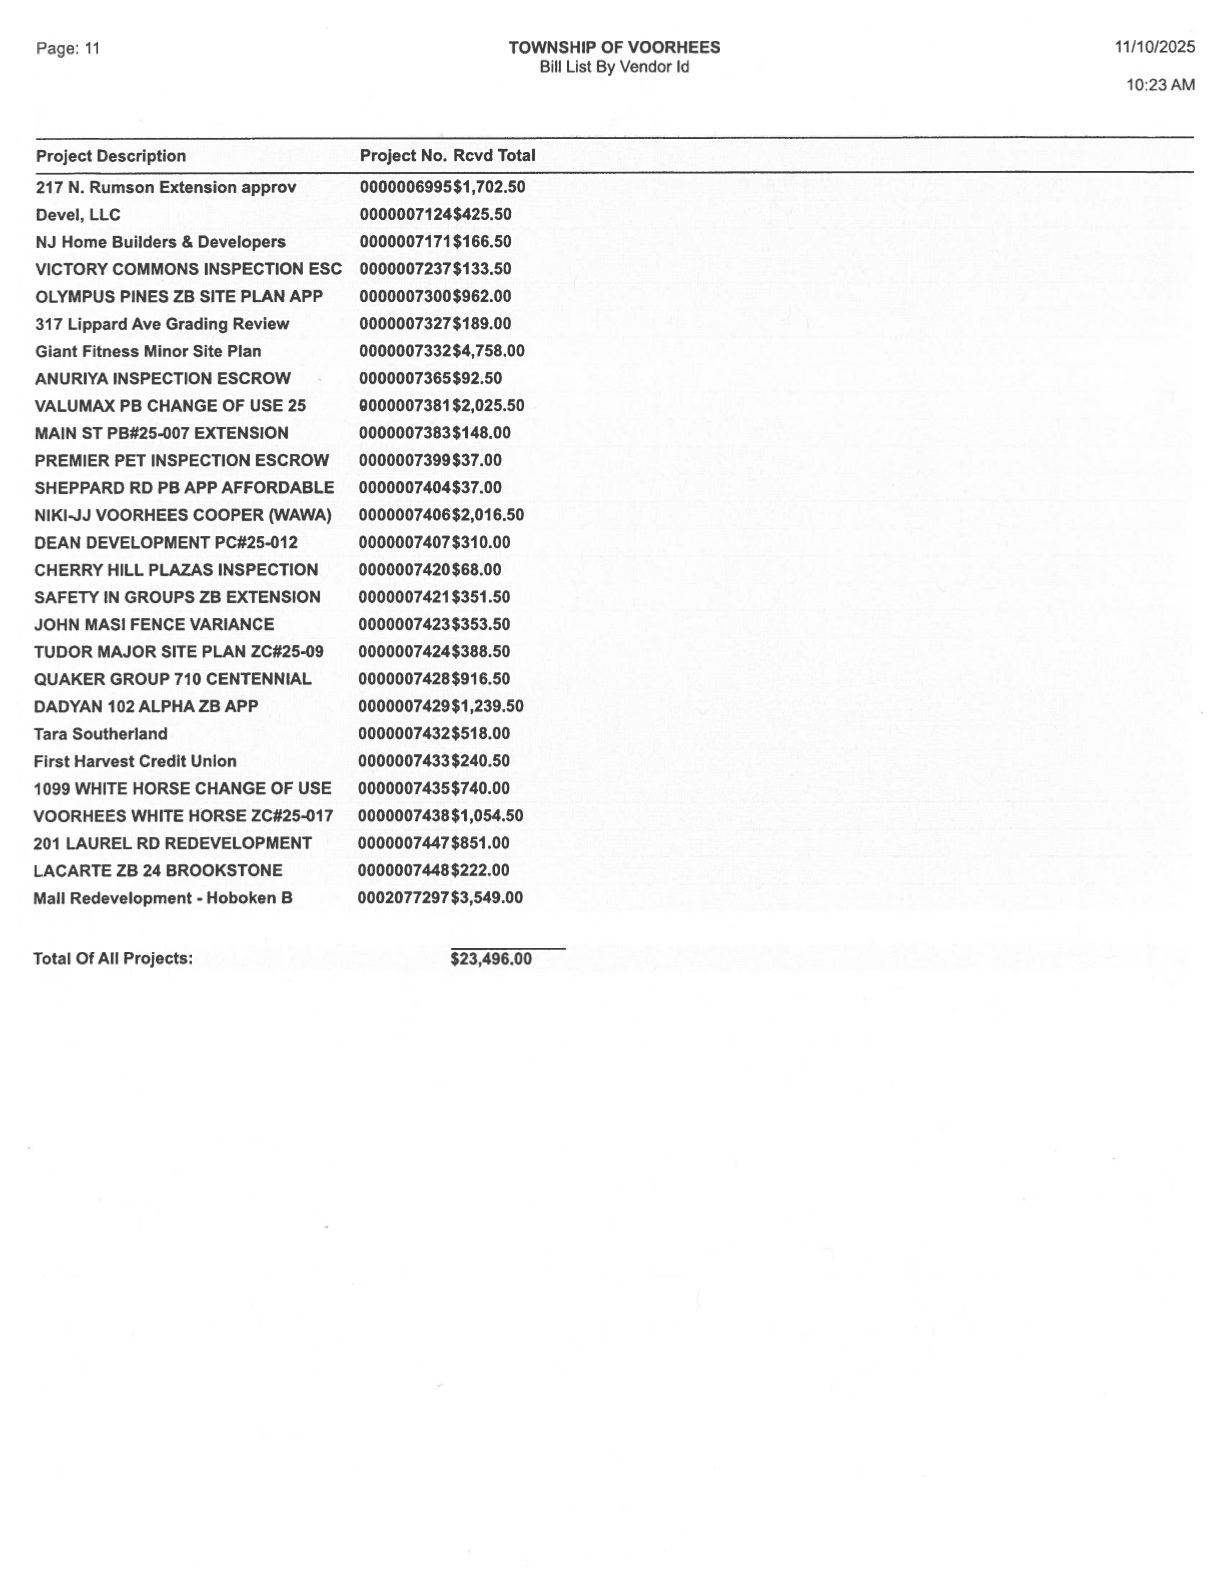 Page: 11
TOWNSHIP OF VOORHEES
11/10/2025
Bill List By Vendor Id
10:23 AM
Project Description Project No. Rcvd Total
217 N. Rumson Extension approv 0000006995 $1,702.50
Devel, LLC 0000007124 $425.50
NJ Home Builders & Developers 0000007171 $166.50
VICTORY COMMONS INSPECTION ESC 0000007237 $133.50
OLYMPUS PINES ZB SITE PLAN APP 0000007300 $962.00
317 Lippard Ave Grading Review 0000007327 $189.00
Giant Fitness Minor Site Plan 0000007332 $4,758.00
ANURIYA INSPECTION ESCROW 0000007365 $92.50
VALUMAX PB CHANGE OF USE 25 0000007381 $2,025.50
MAIN ST PB#25-007 EXTENSION 0000007383 $148.00
PREMIER PET INSPECTION ESCROW 0000007399 $37.00
SHEPPARD RD PB APP AFFORDABLE 0000007404 $37.00
NIKI-JJ VOORHEES COOPER (WAWA) 0000007406 $2,016.50
DEAN DEVELOPMENT PC#25-012 0000007407 $310.00
CHERRY HILL PLAZAS INSPECTION 0000007420 $68.00
SAFETY IN GROUPS ZB EXTENSION 0000007421 $351.50
JOHN MASI FENCE VARIANCE 0000007423 $353.50
TUDOR MAJOR SITE PLAN ZC#25-09 0000007424 $388.50
QUAKER GROUP 710 CENTENNIAL 0000007428 $916.50
DADYAN 102 ALPHA ZB APP 0000007429 $1,239.50
Tara Southerland 0000007432 $518.00
First Harvest Credit Union 0000007433 $240.50
1099 WHITE HORSE CHANGE OF USE 0000007435 $740.00
VOORHEES WHITE HORSE ZC#25-017 0000007438 $1,054.50
201 LAUREL RD REDEVELOPMENT 0000007447 $851.00
LACARTE ZB 24 BROOKSTONE 0000007448 $222.00
Mall Redevelopment - Hoboken B 0002077297 $3,549.00
Total Of All Projects: $23,496.00